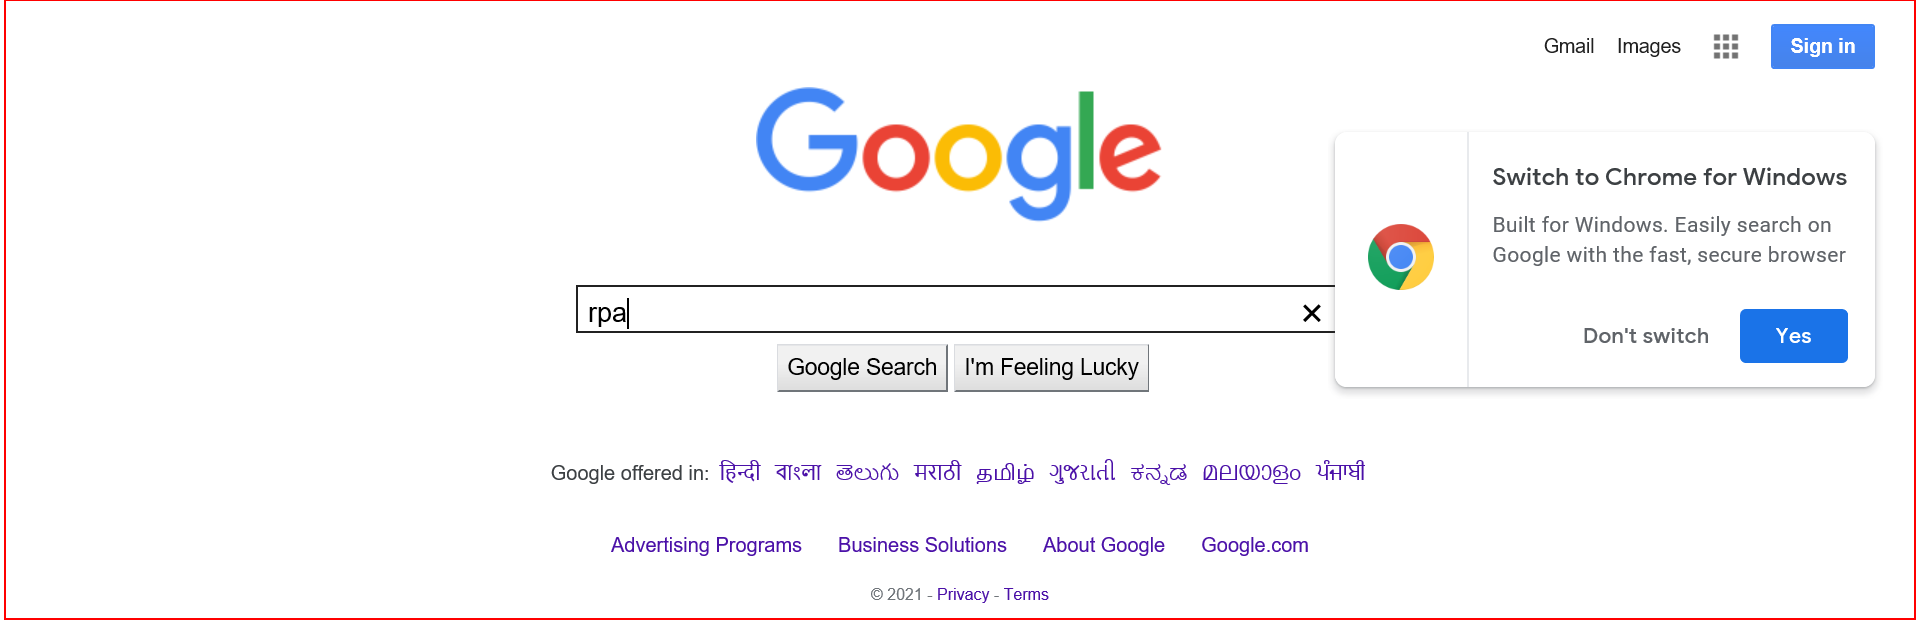 Gmail Images Sign in
Google
Switch to Chrome for Windows
Built for Windows. Easily search on
Google with the fast, secure browser
Don't switch Yes
rpa
Google Search I'm Feeling Lucky
Google offered in: हिन्दी বাংলা తెలుగు मराठी தமிழ் ગુજરાતી ಕನ್ನಡ മലയാളം ਪੰਜਾਬੀ
Advertising Programs Business Solutions About Google Google.com
© 2021 - Privacy - Terms